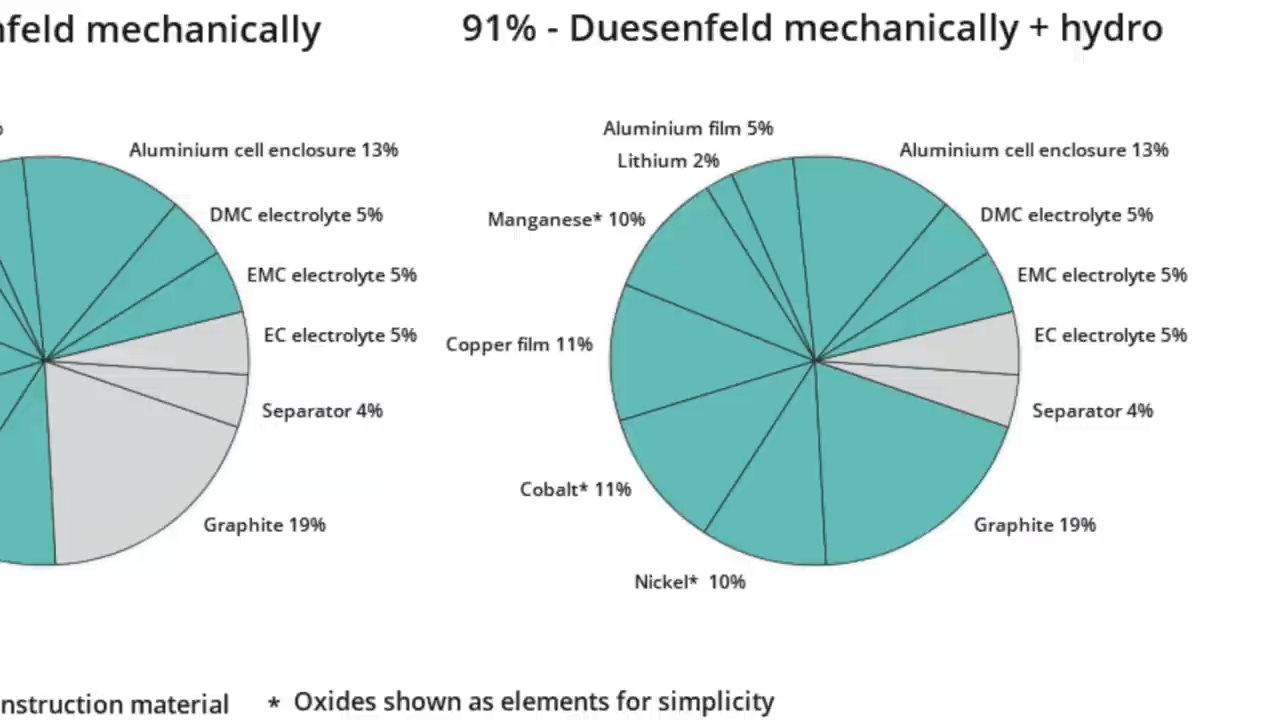 nfeld mechanically
91% - Duesenfeld mechanically + hydro
%
Aluminium cell enclosure 13%
DMC electrolyte 5%
EMC electrolyte 5%
EC electrolyte 5%
Separator 4%
Graphite 19%
Aluminium film 5%
Lithium 2%
Manganese* 10%
Copper film 11%
Cobalt* 11%
Nickel* 10%
Aluminium cell enclosure 13%
DMC electrolyte 5%
EMC electrolyte 5%
EC electrolyte 5%
Separator 4%
Graphite 19%
nstruction material
* Oxides shown as elements for simplicity